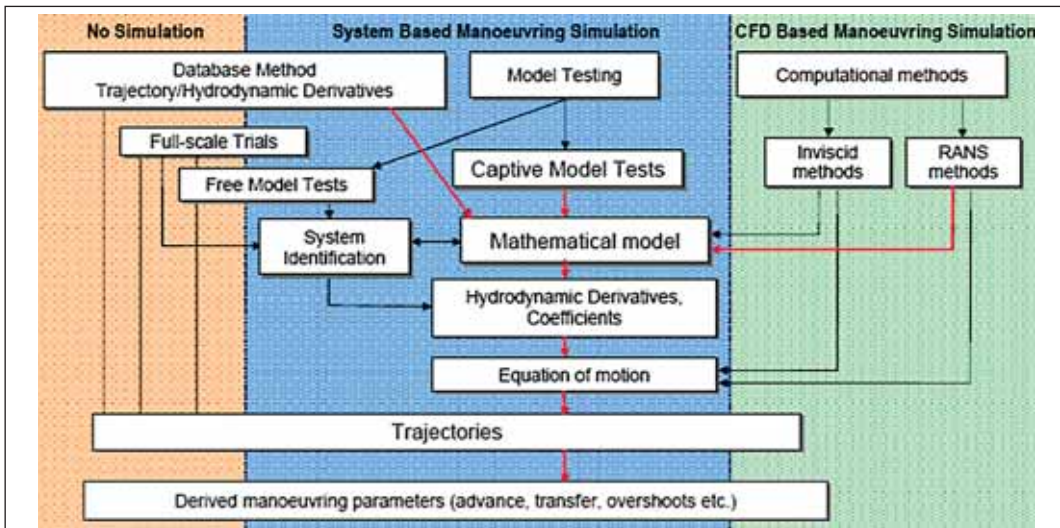 No Simulation
System Based Manoeuvring Simulation
CFD Based Manoeuvring Simulation
Database Method
Trajectory/Hydrodynamic Derivatives
Model Testing
Computational methods
Full-scale Trials
Free Model Tests
Captive Model Tests
Inviscid
methods
RANS
methods
System
Identification
Mathematical model
Hydrodynamic Derivatives,
Coefficients
Equation of motion
Trajectories
Derived manoeuvring parameters (advance, transfer, overshoots etc.)